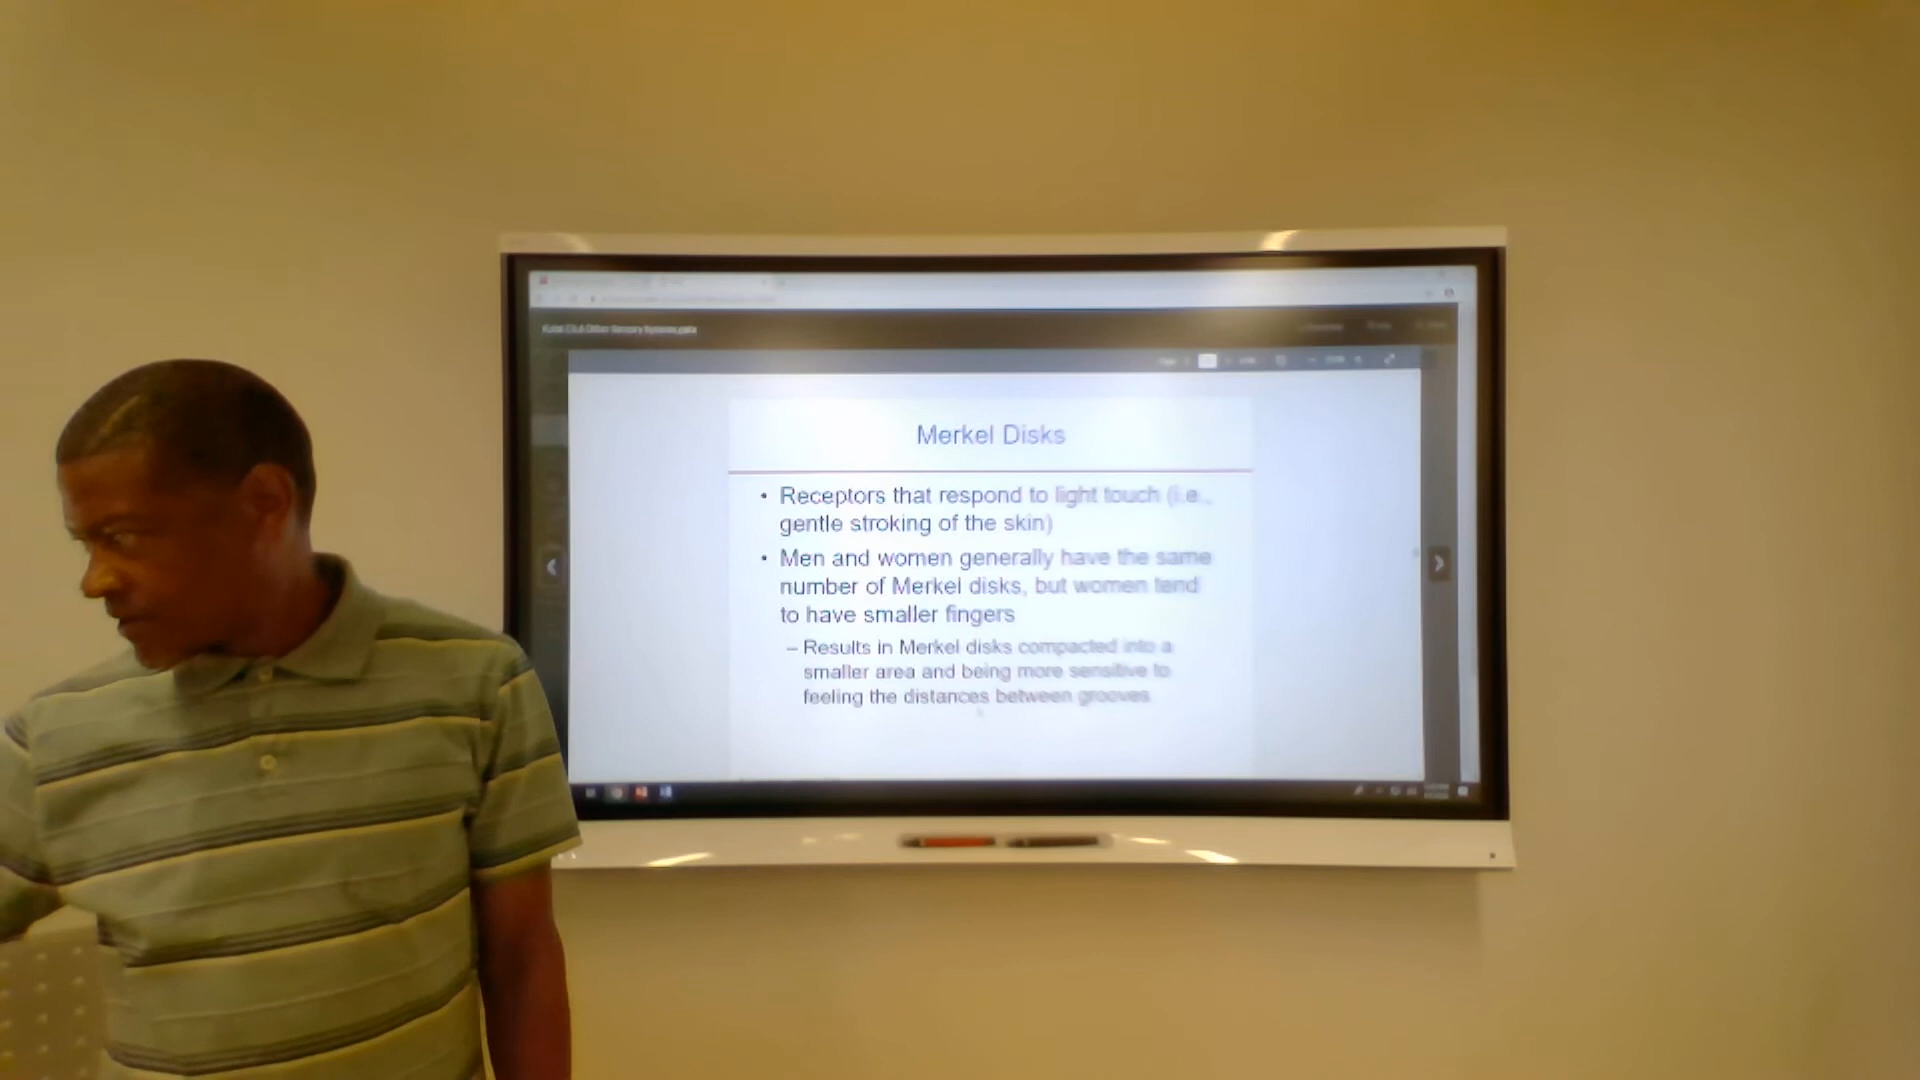 Merkel Disks
• Receptors that respond to light touch (i.e.,
gentle stroking of the skin)
• Men and women generally have the same
number of Merkel disks, but women tend
to have smaller fingers
– Results in Merkel disks compacted into a
smaller area and being more sensitive to
feeling the distances between grooves